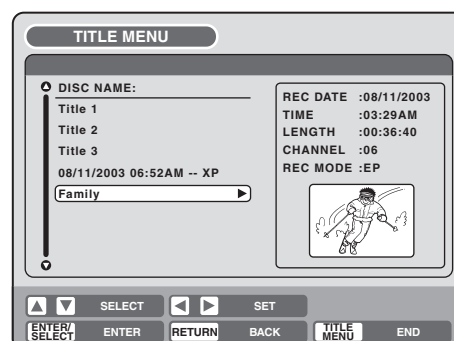 TITLE MENU
DISC NAME:
Title 1
Title 2
Title 3
08/11/2003 06:52AM -- XP
Family
REC DATE :08/11/2003
TIME :03:29AM
LENGTH :00:36:40
CHANNEL :06
REC MODE :EP
SELECT SET
ENTER/SELECT ENTER RETURN BACK TITLE MENU END